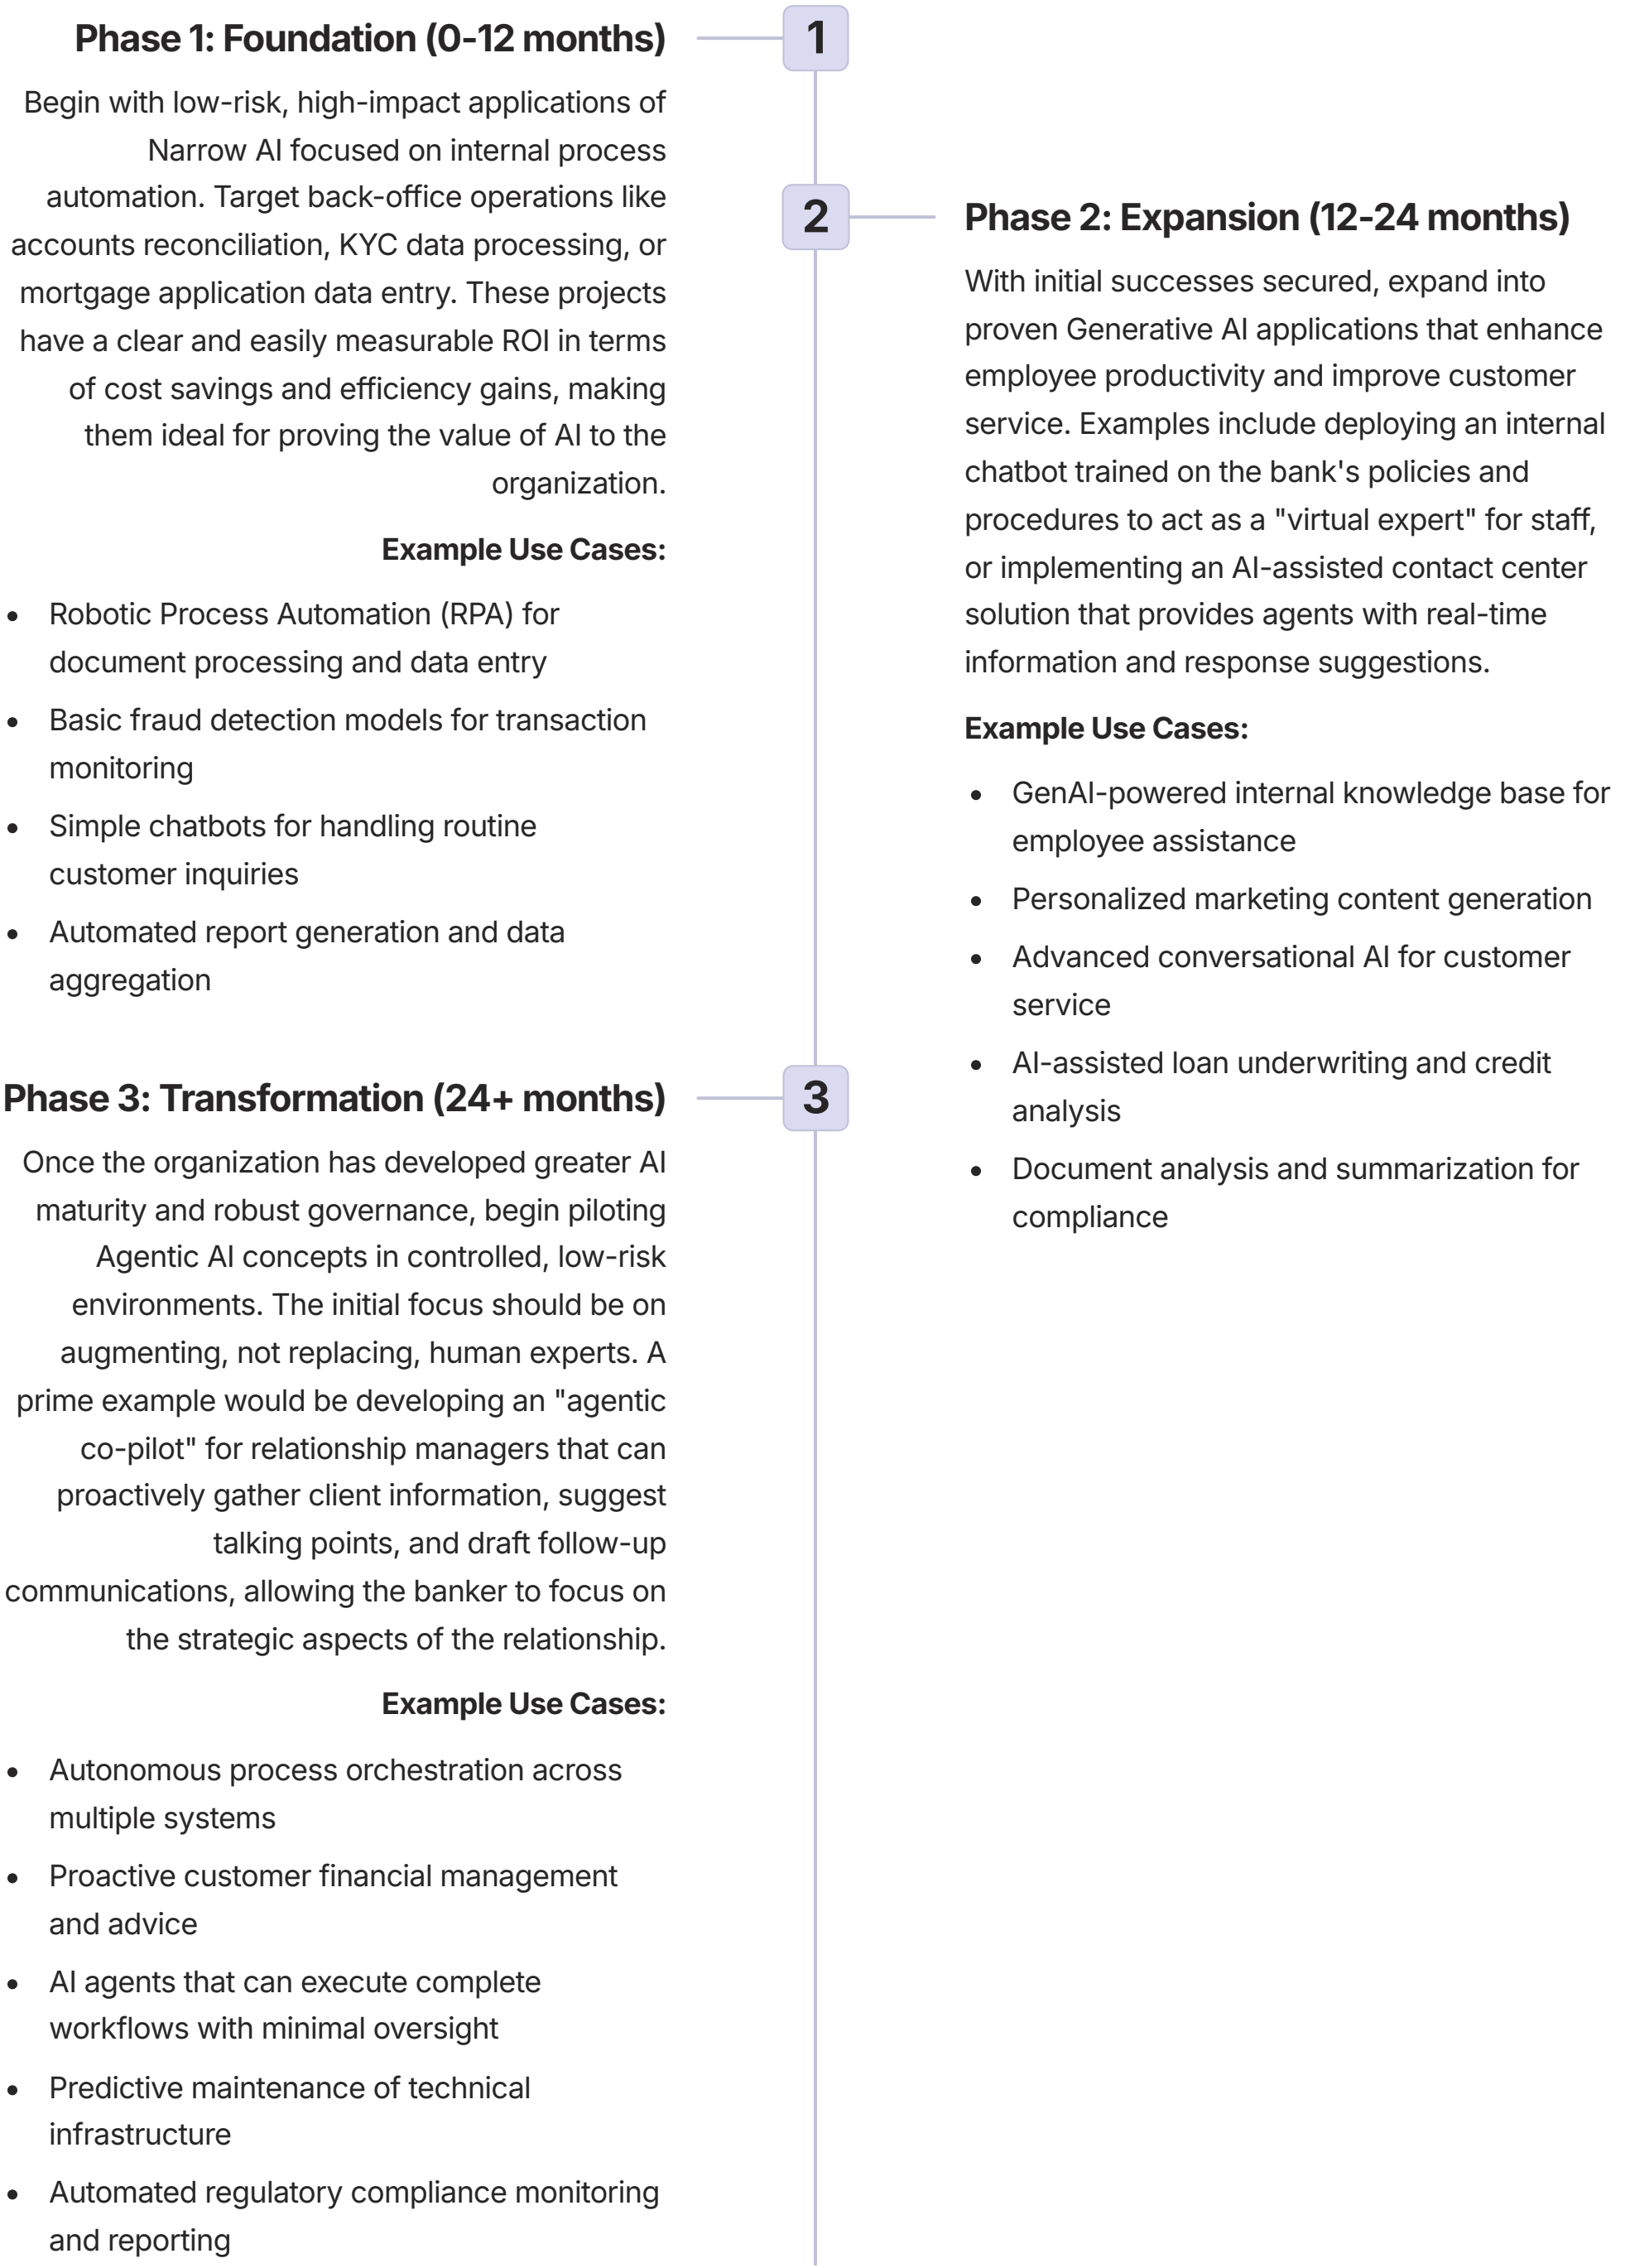 Phase 1: Foundation (0-12 months)
1
Begin with low-risk, high-impact applications of
Narrow AI focused on internal process
automation. Target back-office operations like
accounts reconciliation, KYC data processing, or
mortgage application data entry. These projects
have a clear and easily measurable ROI in terms
of cost savings and efficiency gains, making
them ideal for proving the value of AI to the
organization.
Example Use Cases:
• Robotic Process Automation (RPA) for
document processing and data entry
• Basic fraud detection models for transaction
monitoring
• Simple chatbots for handling routine
customer inquiries
• Automated report generation and data
aggregation
2
Phase 2: Expansion (12-24 months)
With initial successes secured, expand into
proven Generative AI applications that enhance
employee productivity and improve customer
service. Examples include deploying an internal
chatbot trained on the bank's policies and
procedures to act as a "virtual expert" for staff,
or implementing an AI-assisted contact center
solution that provides agents with real-time
information and response suggestions.
Example Use Cases:
• GenAI-powered internal knowledge base for
employee assistance
• Personalized marketing content generation
• Advanced conversational AI for customer
service
• AI-assisted loan underwriting and credit
analysis
• Document analysis and summarization for
compliance
Phase 3: Transformation (24+ months)
3
Once the organization has developed greater AI
maturity and robust governance, begin piloting
Agentic AI concepts in controlled, low-risk
environments. The initial focus should be on
augmenting, not replacing, human experts. A
prime example would be developing an "agentic
co-pilot" for relationship managers that can
proactively gather client information, suggest
talking points, and draft follow-up
communications, allowing the banker to focus on
the strategic aspects of the relationship.
Example Use Cases:
• Autonomous process orchestration across
multiple systems
• Proactive customer financial management
and advice
• AI agents that can execute complete
workflows with minimal oversight
• Predictive maintenance of technical
infrastructure
• Automated regulatory compliance monitoring
and reporting